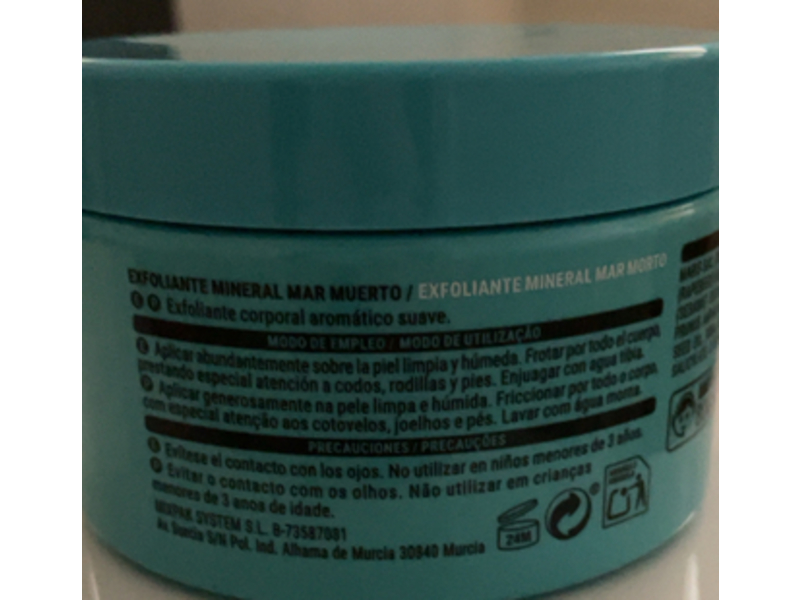 EXFOLIANTE MINERAL MAR MUERTO / EXFOLIANTE MINERAL MAR MORTO
E P Exfoliante corporal aromático suave.
MODO DE EMPLEO / MODO DE UTILIZAÇÃO
E Aplicar abundantemente sobre la piel limpia y húmeda. Frotar por todo el cuerpo,
prestando especial atención a codos, rodillas y pies. Enjuagar con agua tibia.
P Aplicar generosamente na pele limpa e húmida. Friccionar por todo o corpo,
com especial atenção aos cotovelos, joelhos e pés. Lavar com água morna.
PRECAUCIONES / PRECAUÇÕES
E Evítese el contacto con los ojos. No utilizar en niños menores de 3 años.
P Evitar o contacto com os olhos. Não utilizar em crianças
menores de 3 anos de idade.
SYSTEM S.L. B-73587001
Av. Suecia S/N Pol. Ind. Alhama de Murcia 30840 Murcia
24M